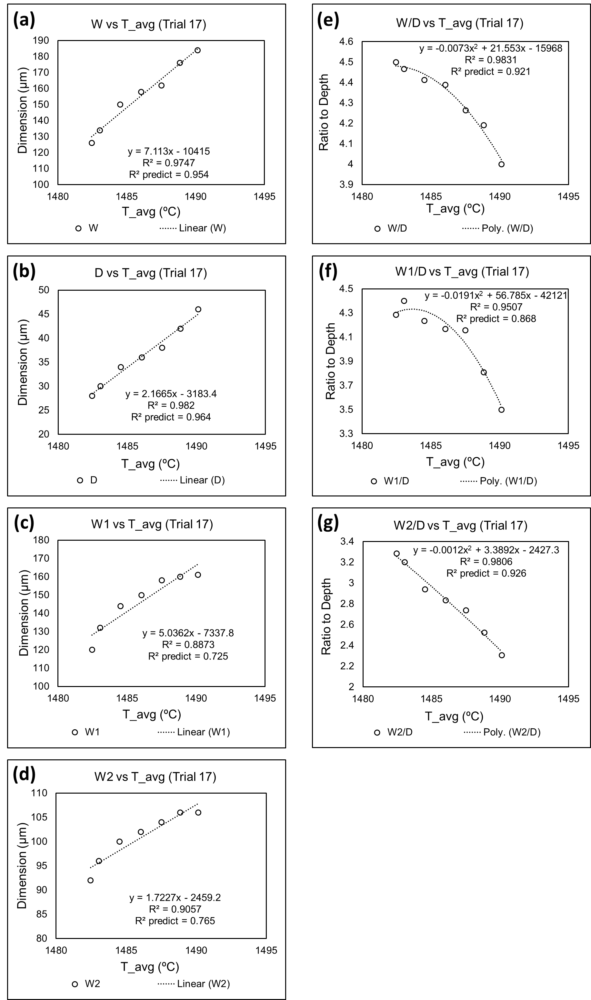 (a)
W vs T_avg (Trial 17)
190
180
170
160
150
140
130
120
110
100
Dimension (µm)
y = 7.113x - 10415
R² = 0.9747
R² predict = 0.954
1480 1485 1490 1495
T_avg (ºC)
W Linear (W)
(b)
D vs T_avg (Trial 17)
50
45
40
35
30
25
20
Dimension (µm)
y = 2.1665x - 3183.4
R² = 0.982
R² predict = 0.964
1480 1485 1490 1495
T_avg (ºC)
D Linear (D)
(c)
W1 vs T_avg (Trial 17)
180
170
160
150
140
130
120
110
100
Dimension (µm)
y = 5.0362x - 7337.8
R² = 0.8873
R² predict = 0.725
1480 1485 1490 1495
T_avg (ºC)
W1 Linear (W1)
(d)
W2 vs T_avg (Trial 17)
110
105
100
95
90
85
80
Dimension (µm)
y = 1.7227x - 2459.2
R² = 0.9057
R² predict = 0.765
1480 1485 1490 1495
T_avg (ºC)
W2 Linear (W2)
(e)
W/D vs T_avg (Trial 17)
4.6
4.5
4.4
4.3
4.2
4.1
4
3.9
Ratio to Depth
y = -0.0073x² + 21.553x - 15968
R² = 0.9831
R² predict = 0.921
1480 1485 1490 1495
T_avg (ºC)
W/D Poly. (W/D)
(f)
W1/D vs T_avg (Trial 17)
4.5
4.3
4.1
3.9
3.7
3.5
3.3
Ratio to Depth
y = -0.0191x² + 56.785x - 42121
R² = 0.9507
R² predict = 0.868
1480 1485 1490 1495
T_avg (ºC)
W1/D Poly. (W1/D)
(g)
W2/D vs T_avg (Trial 17)
3.4
3.2
3
2.8
2.6
2.4
2.2
2
Ratio to Depth
y = -0.0012x² + 3.3892x - 2427.3
R² = 0.9806
R² predict = 0.926
1480 1485 1490 1495
T_avg (ºC)
W2/D Poly. (W2/D)